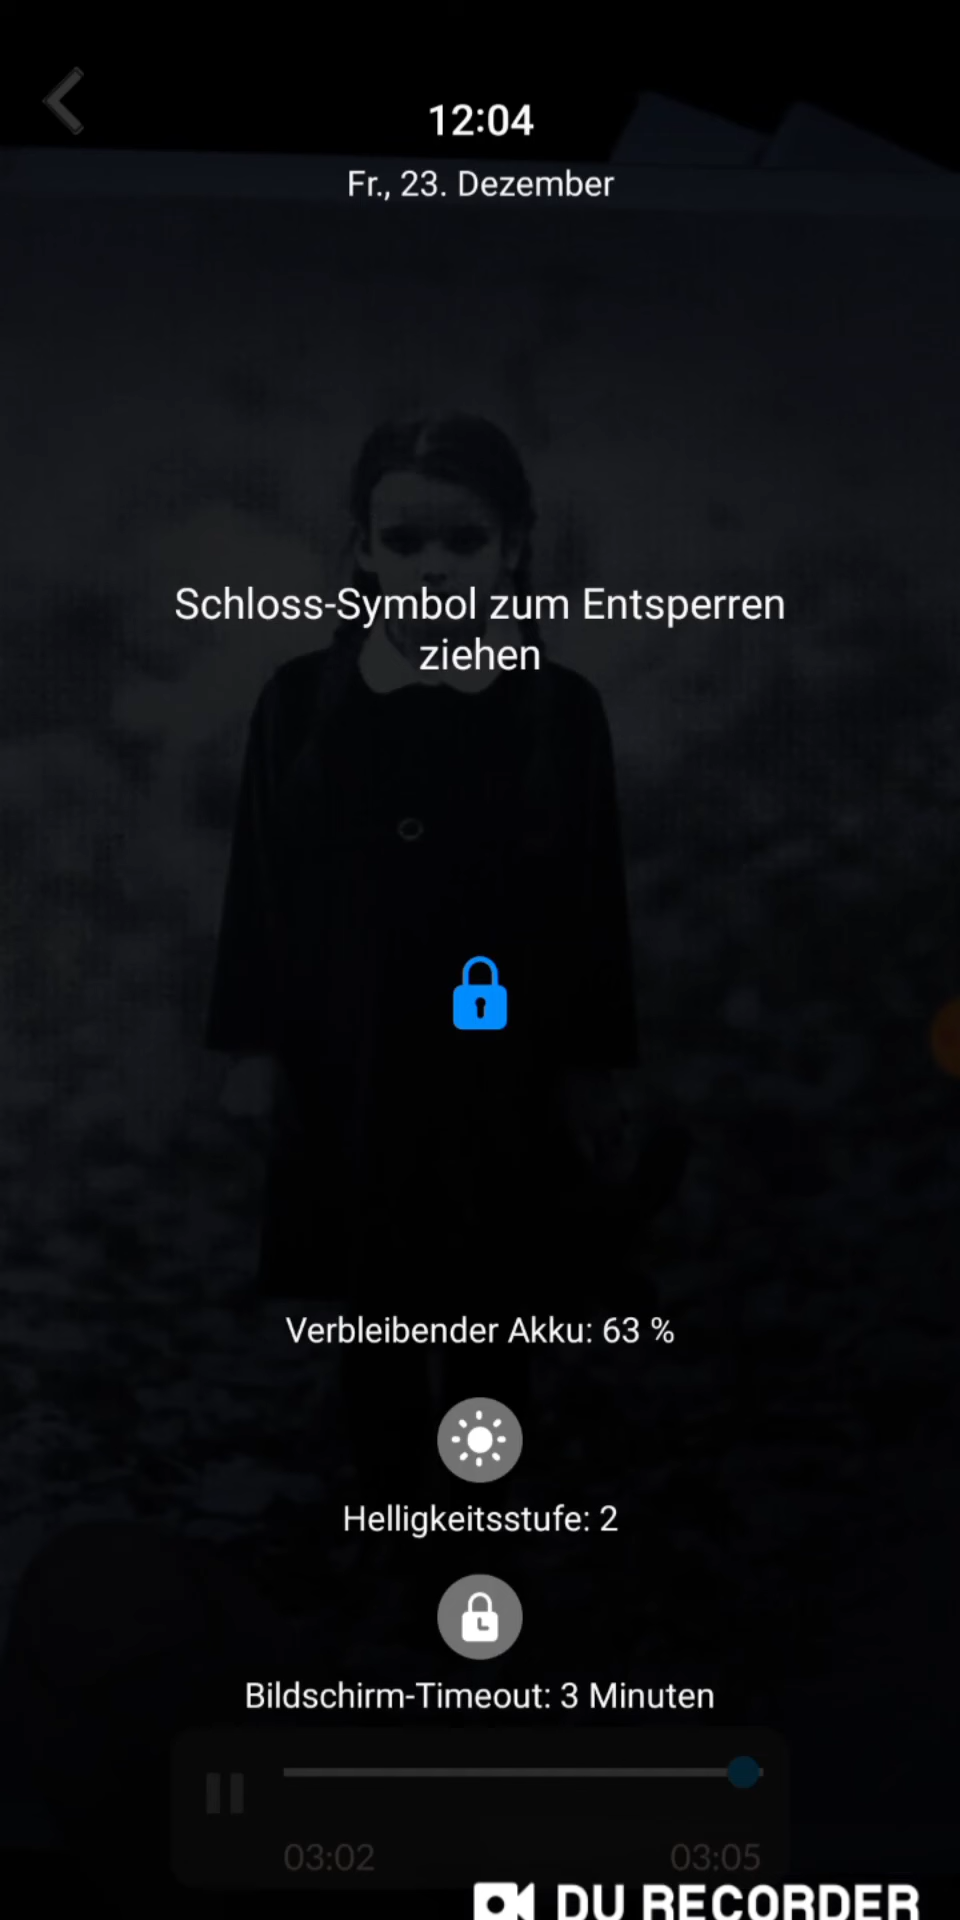 12:04
Fr., 23. Dezember
Schloss-Symbol zum Entsperren
ziehen
Verbleibender Akku: 63 %
Helligkeitsstufe: 2
Bildschirm-Timeout: 3 Minuten
03:02 03:05
DU RECORDER